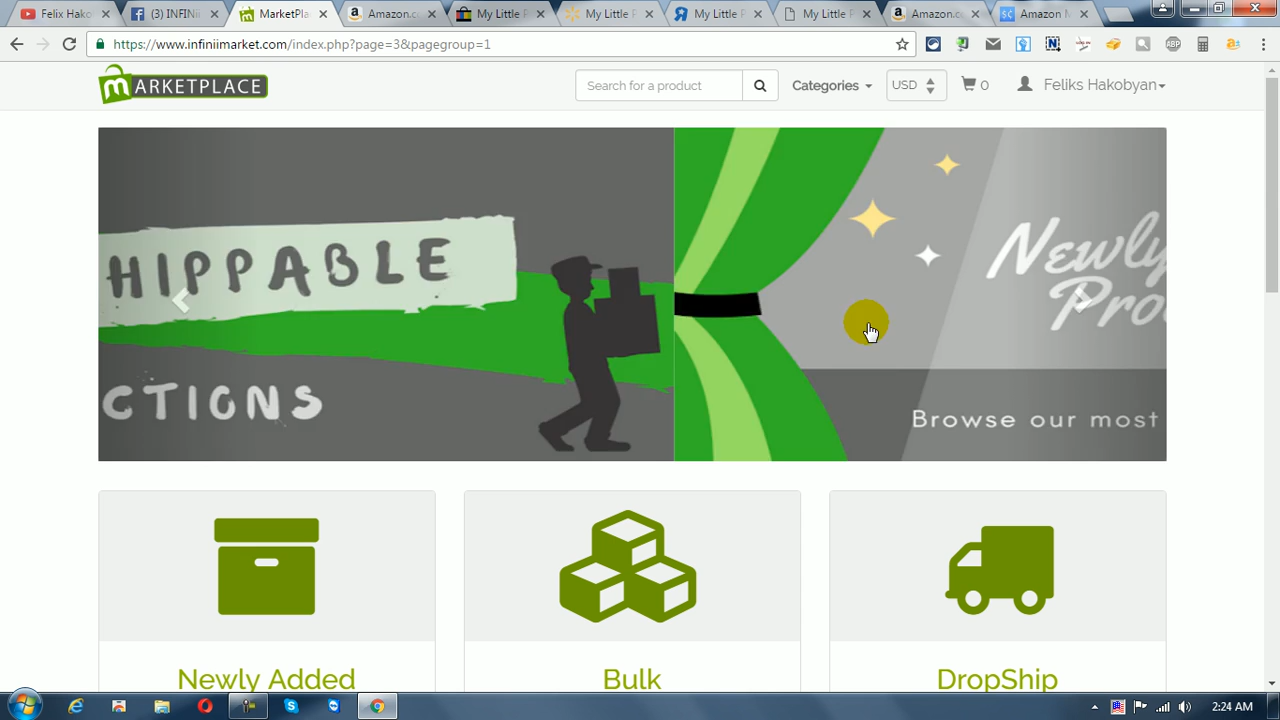 Felix Hako
(3) INFINii
MarketPla
Amazon.c
My Little P
My Little P
My Little P
My Little P
Amazon.c
Amazon M
https://www.infiniimarket.com/index.php?page=3&pagegroup=1
mARKETPLACE
Search for a product
Categories
USD
0
Feliks Hakobyan
HIPPABLE
CTIONS
Newly
Pro
Browse our most
Newly Added
Bulk
DropShip
2:24 AM